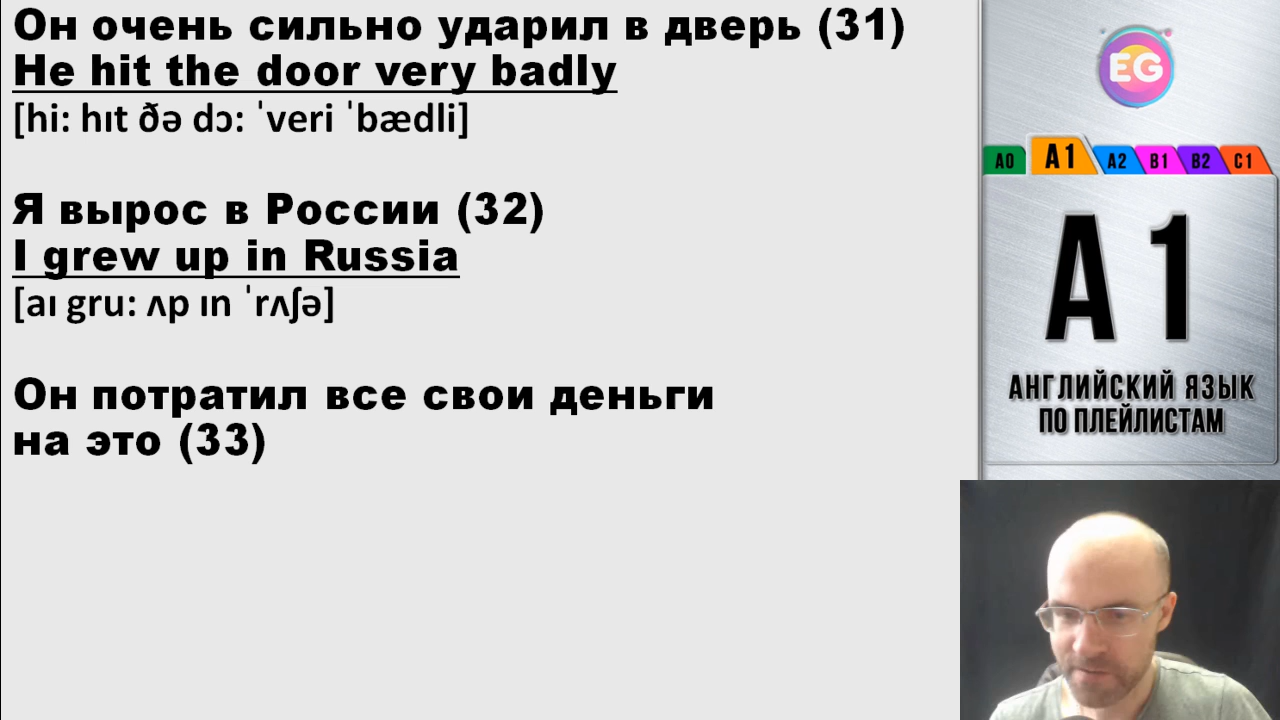 Он очень сильно ударил в дверь (31)
He hit the door very badly
[hi: hɪt ðə dɔ: ˈveri ˈbædli]
Я вырос в России (32)
I grew up in Russia
[aɪ gru: ʌp ɪn ˈrʌʃə]
Он потратил все свои деньги
на это (33)
EG
A0 A1 A2 B1 B2 C1
A 1
АНГЛИЙСКИЙ ЯЗЫК
ПО ПЛЕЙЛИСТАМ